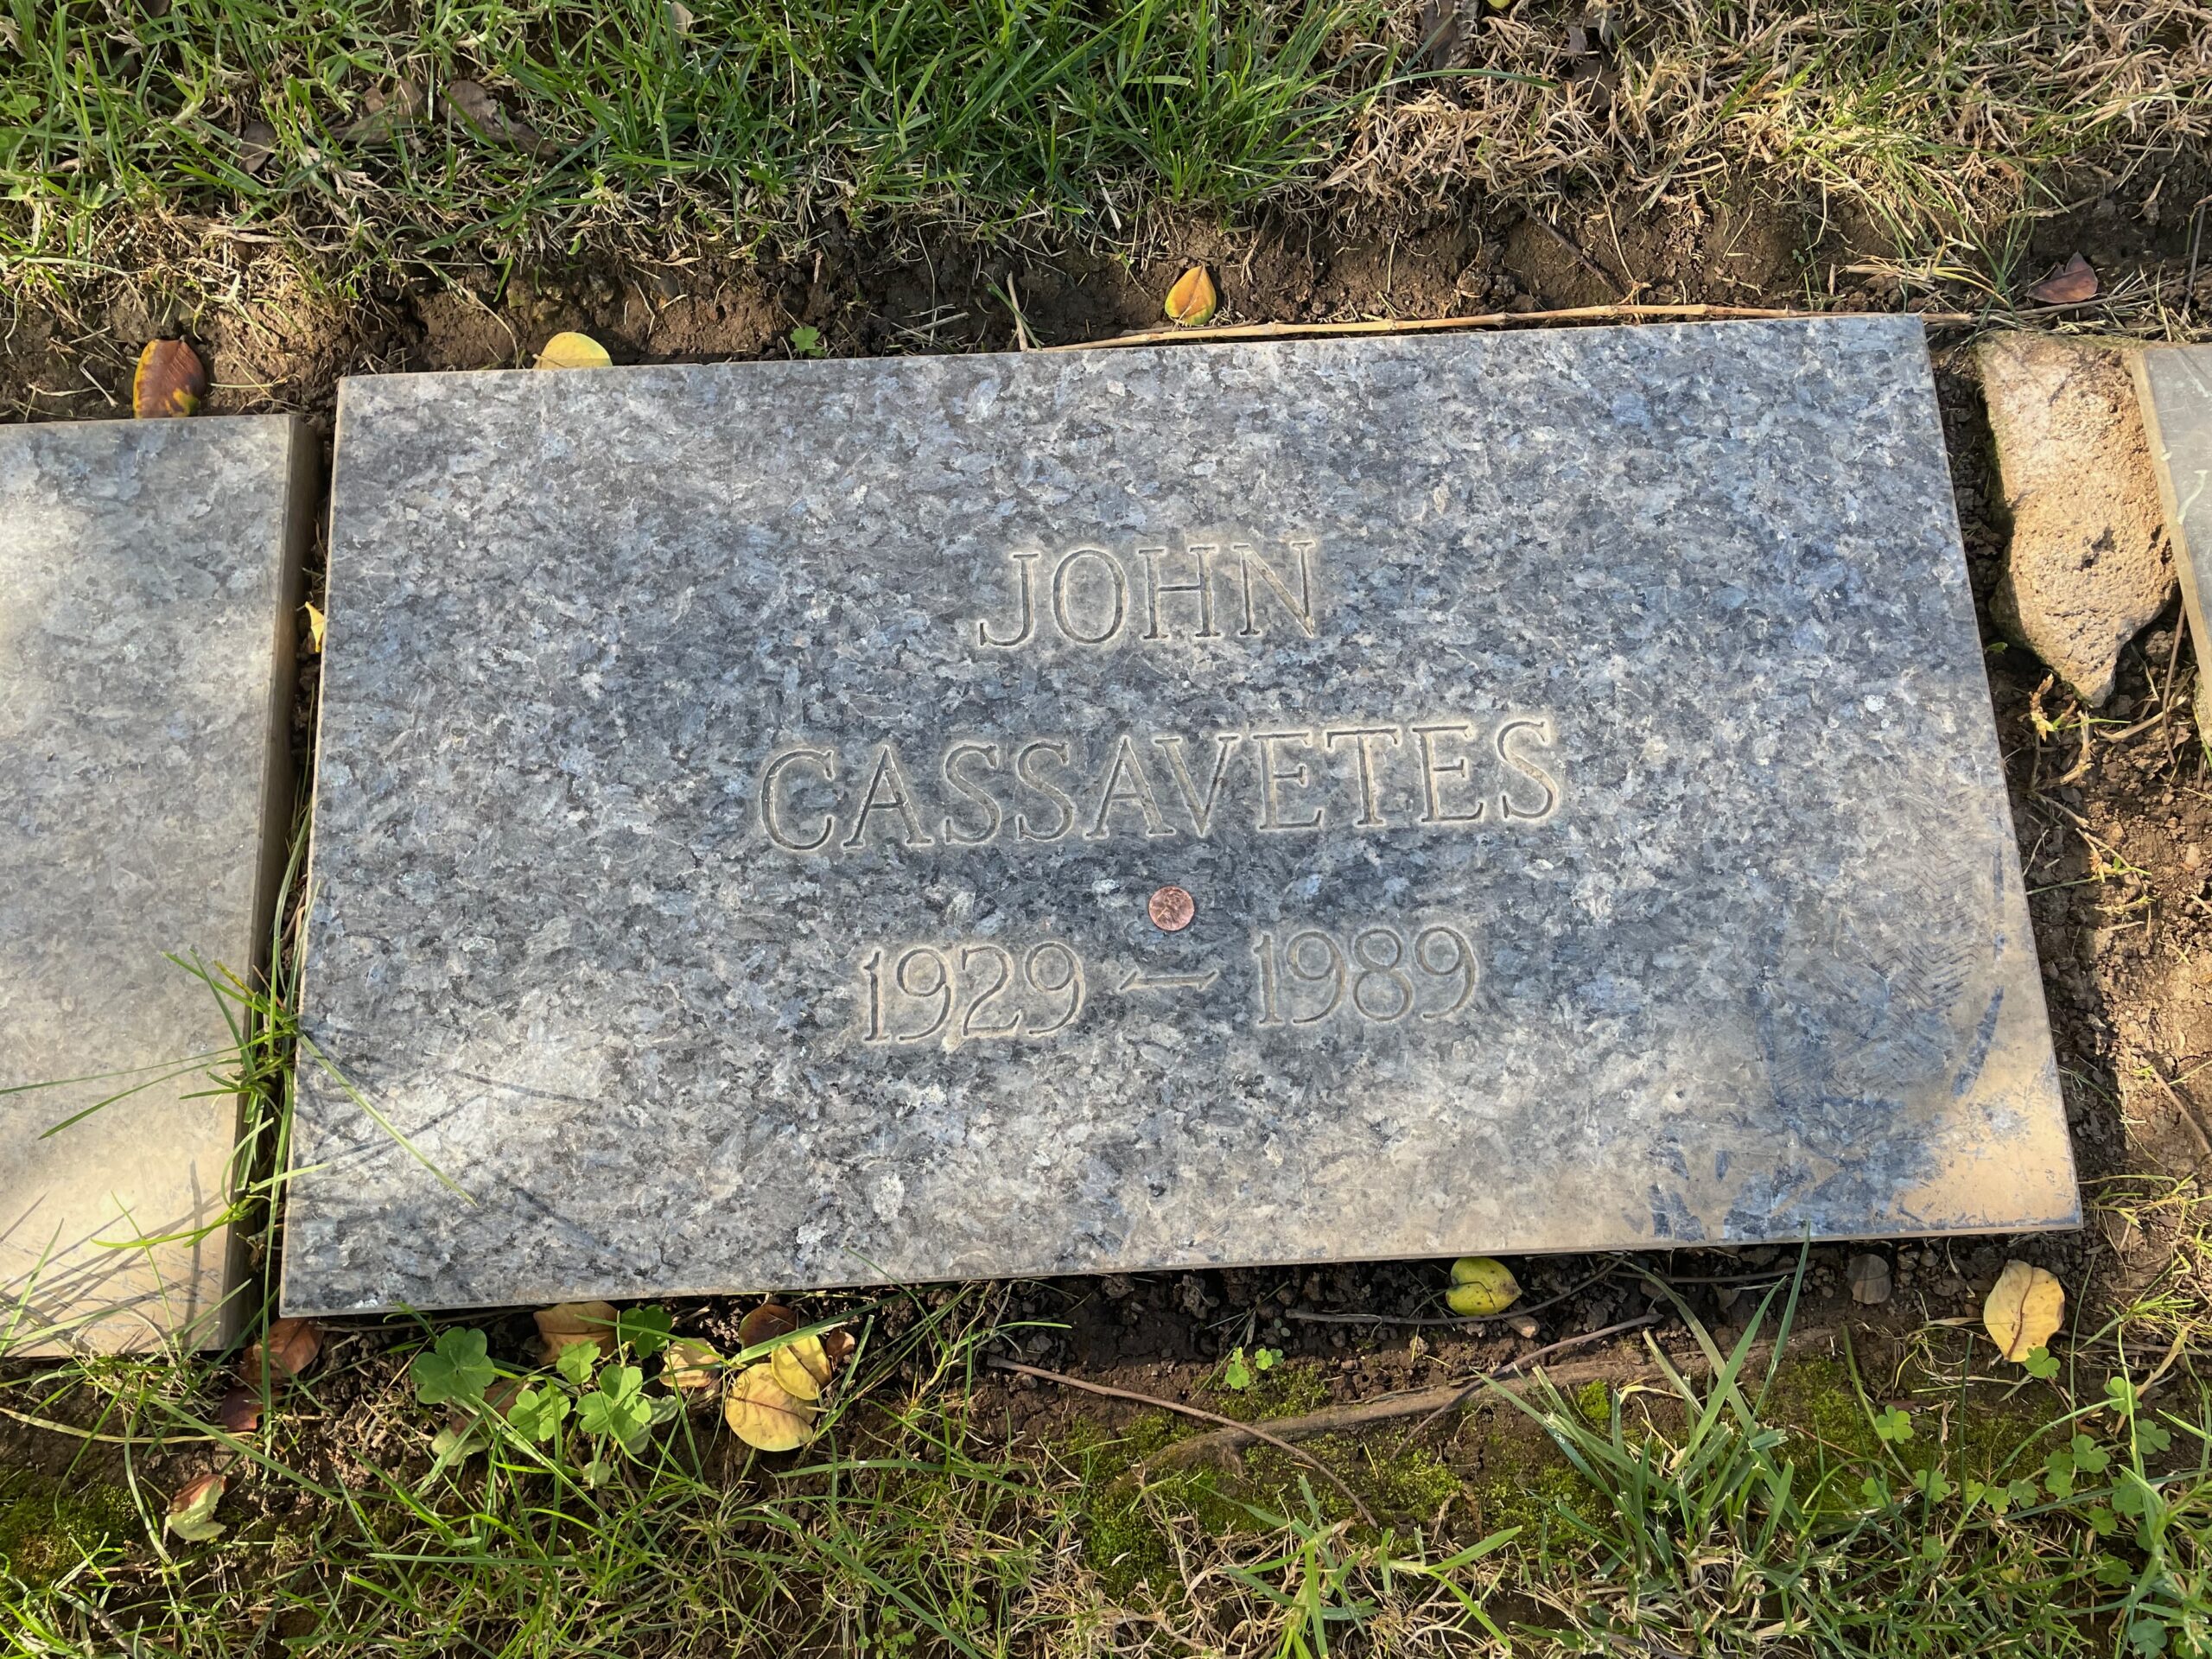 JOHN
CASSAVETES
1929 — 1989